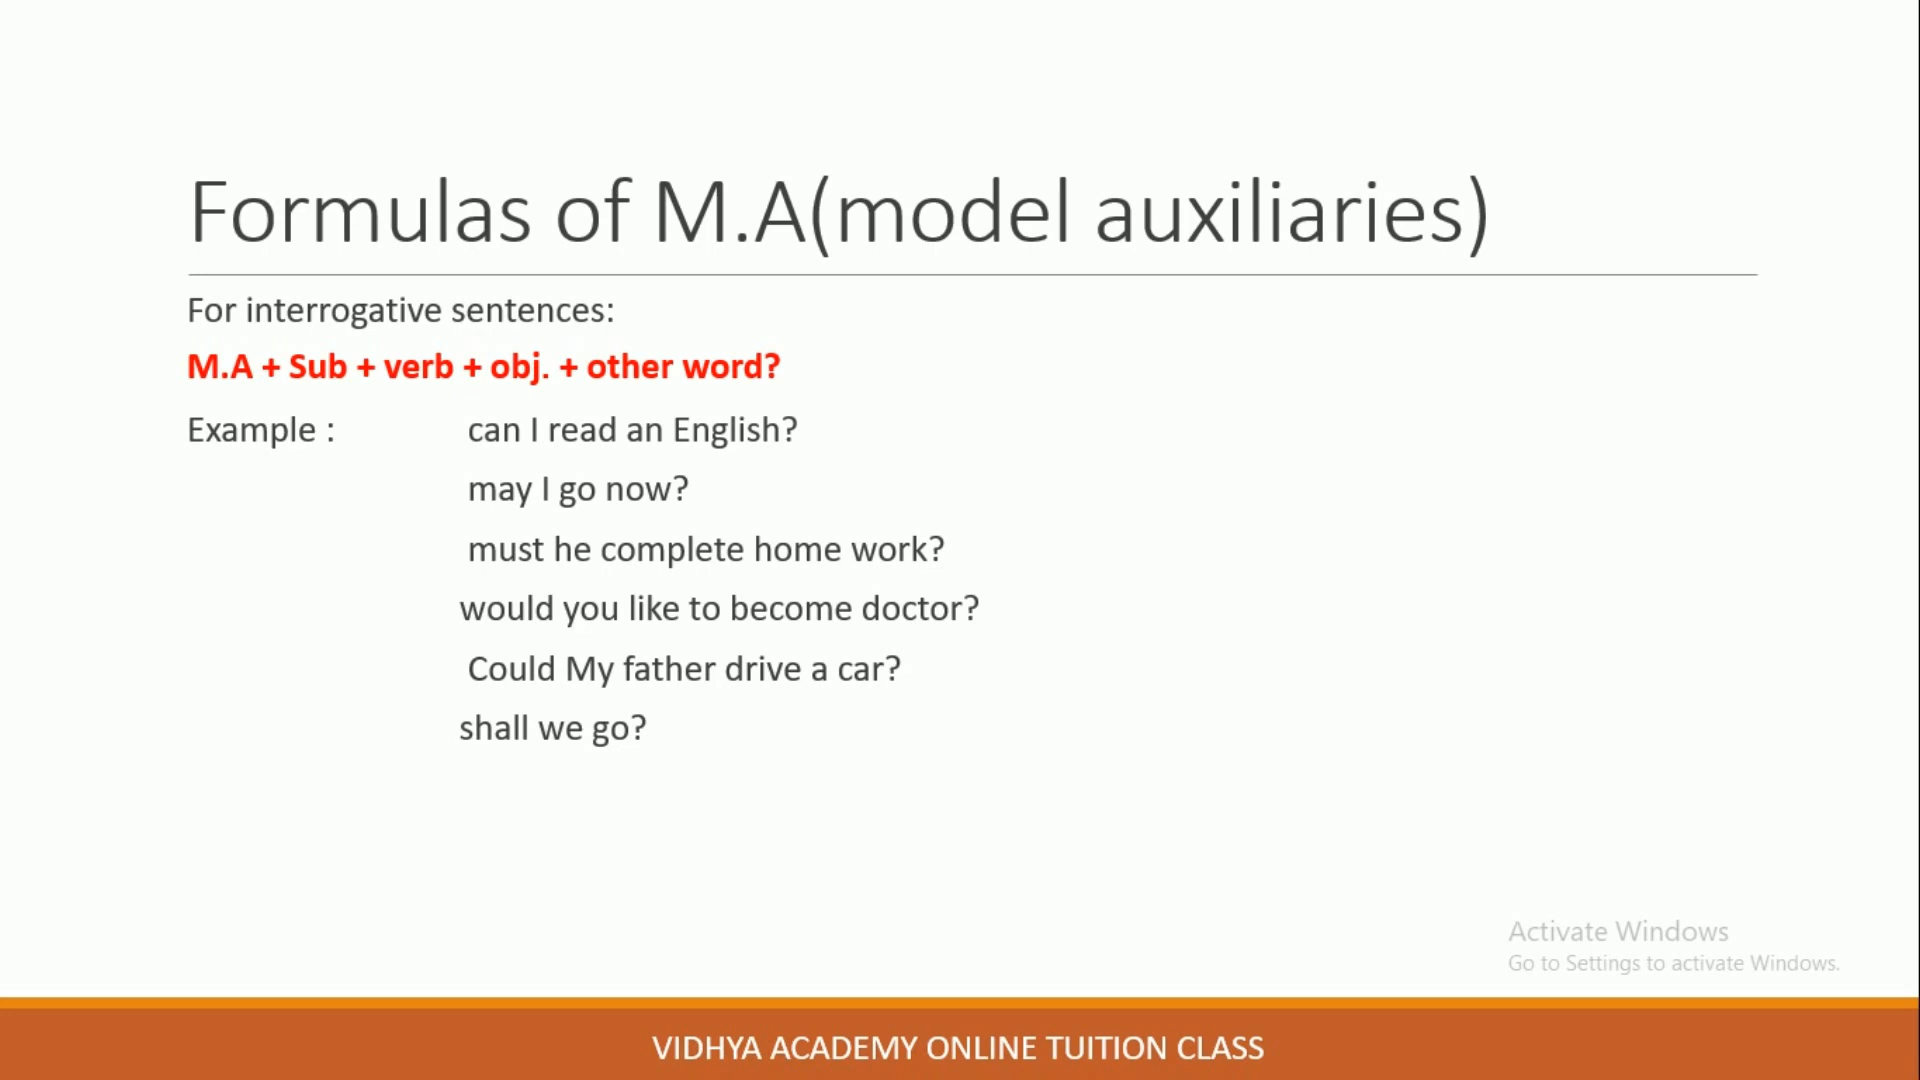 Formulas of M.A(model auxiliaries)
For interrogative sentences:
M.A + Sub + verb + obj. + other word?
Example : can I read an English?
may I go now?
must he complete home work?
would you like to become doctor?
Could My father drive a car?
shall we go?
Activate Windows
Go to Settings to activate Windows.
VIDHYA ACADEMY ONLINE TUITION CLASS